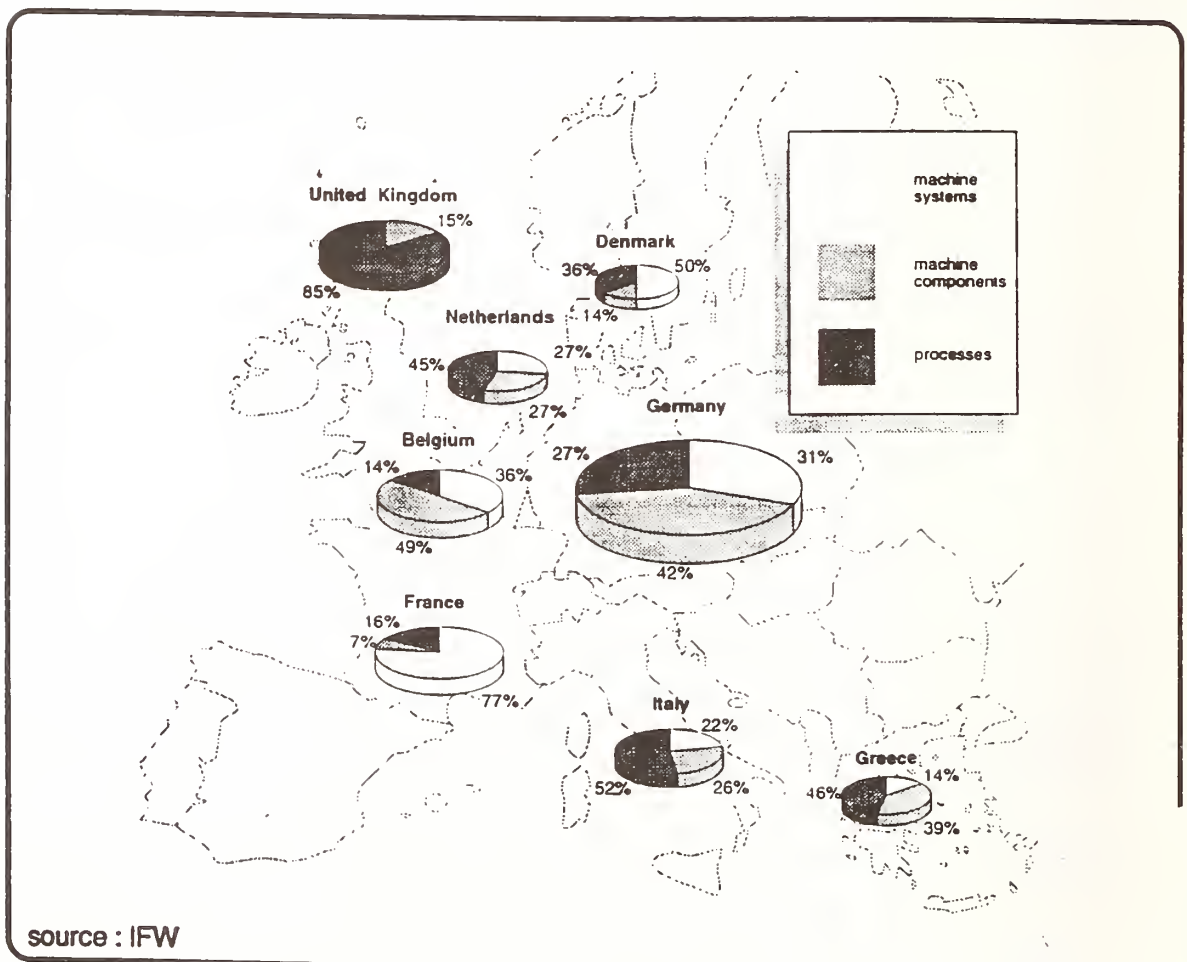 United Kingdom
15%
85%
Denmark
36%
50%
14%
Netherlands
45%
27%
27%
Belgium
14%
36%
49%
Germany
27%
31%
42%
France
16%
7%
77%
Italy
22%
52%
26%
Greece
14%
46%
39%
machine
systems
machine
components
processes
source : IFW